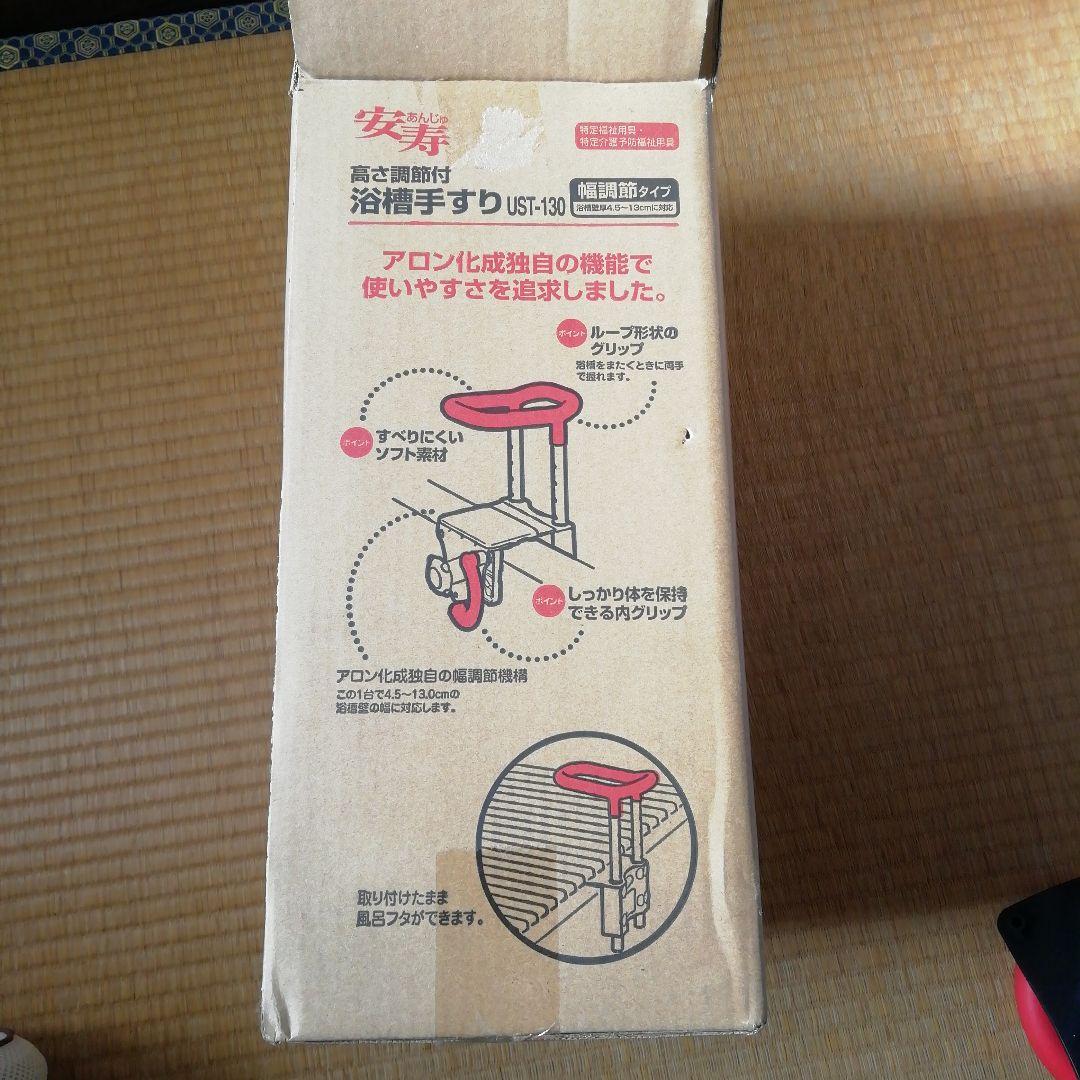 あんじゅ
安寿
特定福祉用具・
特定介護予防福祉用具
高さ調節付
浴槽手すり UST-130
幅調節タイプ
浴槽壁厚4.5～13cmに対応
アロン化成独自の機能で
使いやすさを追求しました。
ポイント
ループ形状の
グリップ
浴槽をまたぐときに両手
で握れます。
ポイント
すべりにくい
ソフト素材
ポイント
しっかり体を保持
できる内グリップ
アロン化成独自の幅調節機構
この1台で4.5～13.0cmの
浴槽壁の幅に対応します。
取り付けたまま
風呂フタができます。